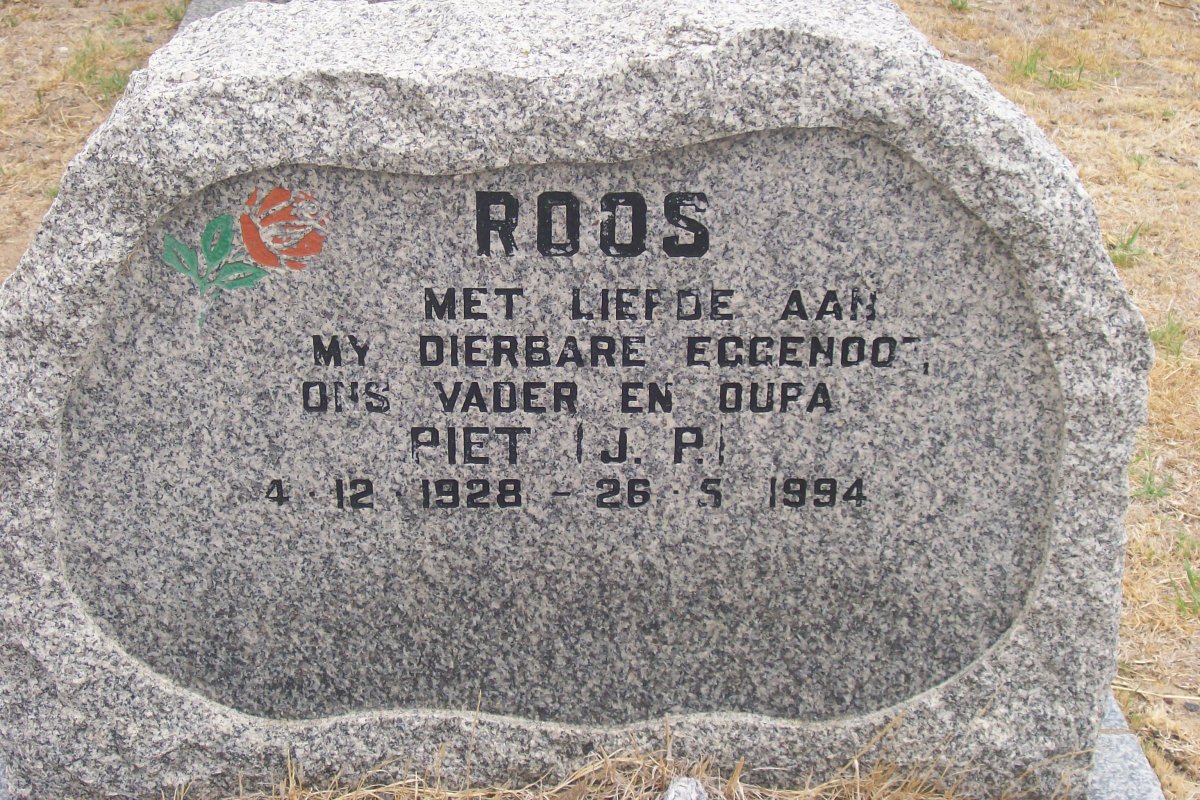 ROOS
MET LIEFDE AAN
MY DIERBARE EGGENOOT,
ONS VADER EN OUPA
PIET (J. P.)
4 · 12 · 1928 – 26 · 5 · 1994